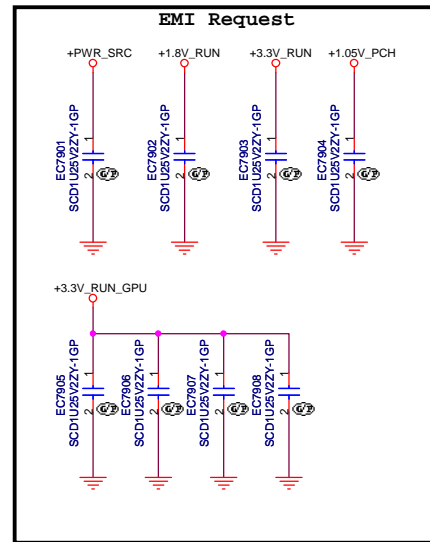 EMI Request
+PWR_SRC
+1.8V_RUN
+3.3V_RUN
+1.05V_PCH
EC7901
SCD1U25V2ZY-1GP
1
2
G/P
EC7902
SCD1U25V2ZY-1GP
1
2
G/P
EC7903
SCD1U25V2ZY-1GP
1
2
G/P
EC7904
SCD1U25V2ZY-1GP
1
2
G/P
+3.3V_RUN_GPU
EC7905
SCD1U25V2ZY-1GP
1
2
G/P
EC7906
SCD1U25V2ZY-1GP
1
2
G/P
EC7907
SCD1U25V2ZY-1GP
1
2
G/P
EC7908
SCD1U25V2ZY-1GP
1
2
G/P